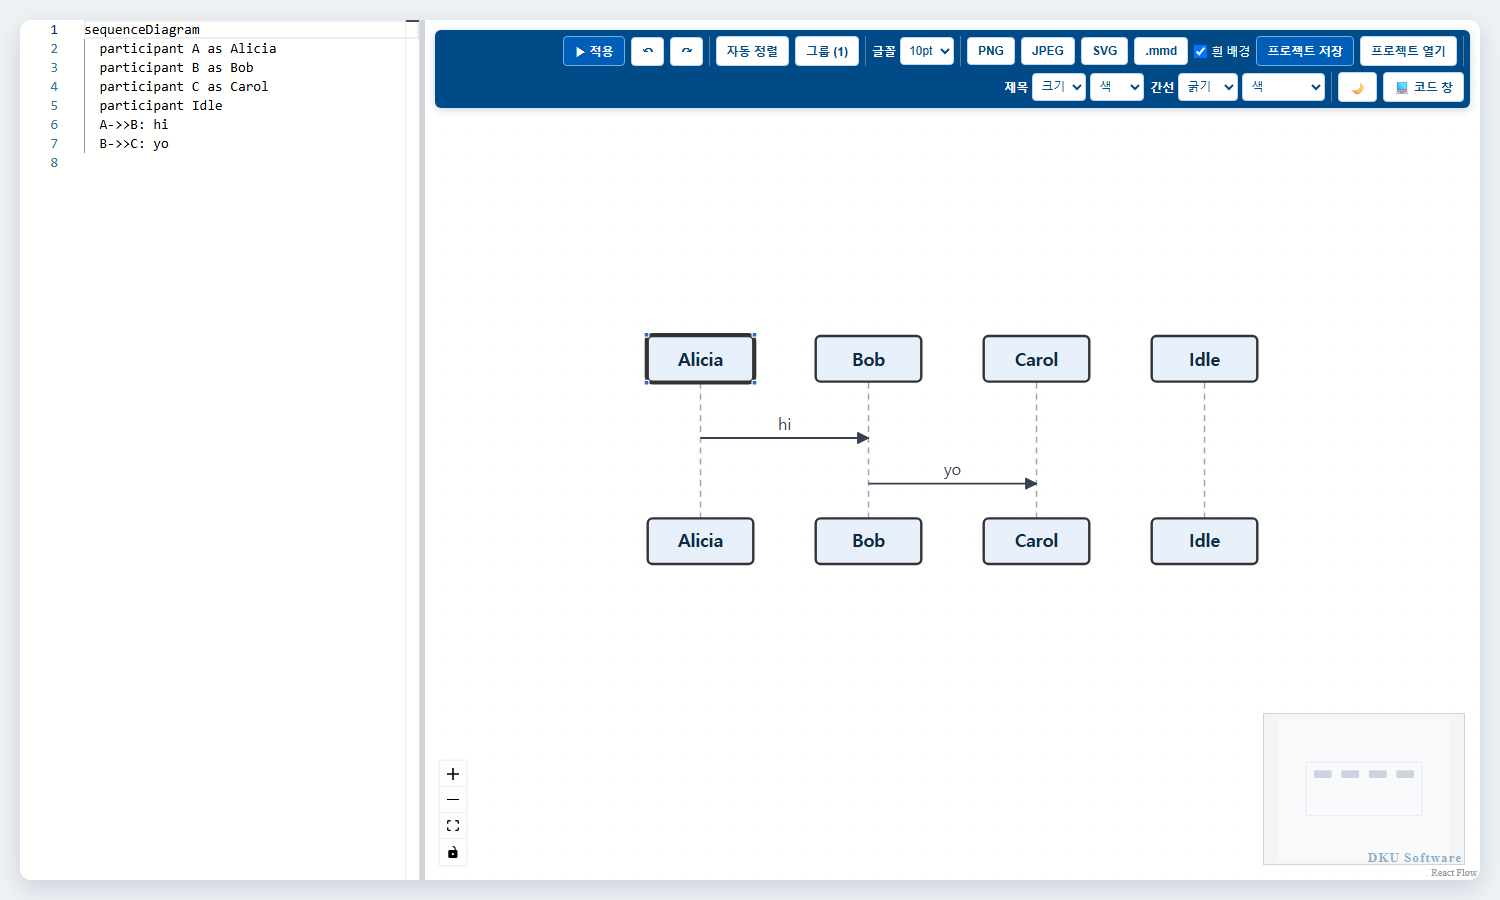 1 sequenceDiagram
2 participant A as Alicia
3 participant B as Bob
4 participant C as Carol
5 participant Idle
6 A->>B: hi
7 B->>C: yo
8
▶ 적용 자동 정렬 그룹 (1) 글꼴 10pt PNG JPEG SVG .mmd 흰 배경 프로젝트 저장 프로젝트 열기
제목 크기 색 간선 굵기 색 코드 창
Alicia Bob Carol Idle
hi
yo
Alicia Bob Carol Idle
DKU Software
React Flow